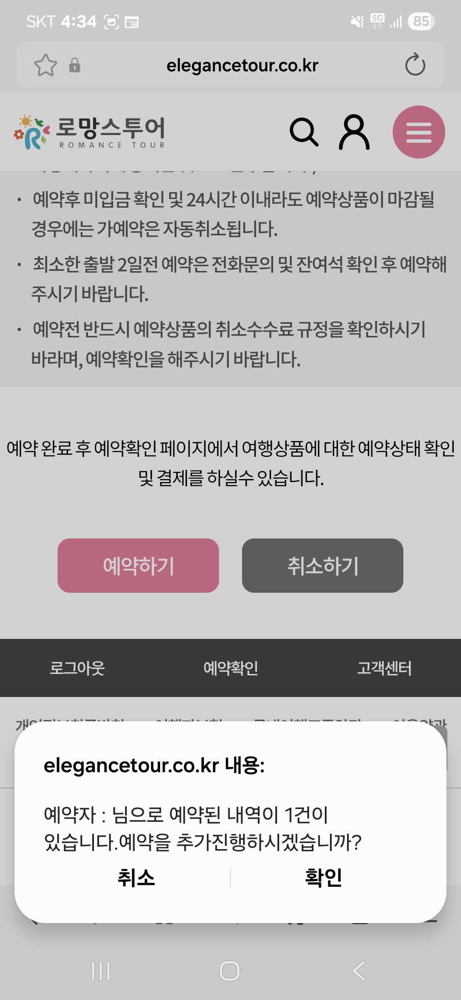 SKT 4:34
5G
85
elegancetour.co.kr
로망스투어
ROMANCE TOUR
• 예약후 미입금 확인 및 24시간 이내라도 예약상품이 마감될
경우에는 가예약은 자동취소됩니다.
• 최소한 출발 2일전 예약은 전화문의 및 잔여석 확인 후 예약해
주시기 바랍니다.
• 예약전 반드시 예약상품의 취소수수료 규정을 확인하시기
바라며, 예약확인을 해주시기 바랍니다.
예약 완료 후 예약확인 페이지에서 여행상품에 대한 예약상태 확인
및 결제를 하실수 있습니다.
예약하기 취소하기
로그아웃 예약확인 고객센터
elegancetour.co.kr 내용:
예약자 : 님으로 예약된 내역이 1건이
있습니다.예약을 추가진행하시겠습니까?
취소 확인